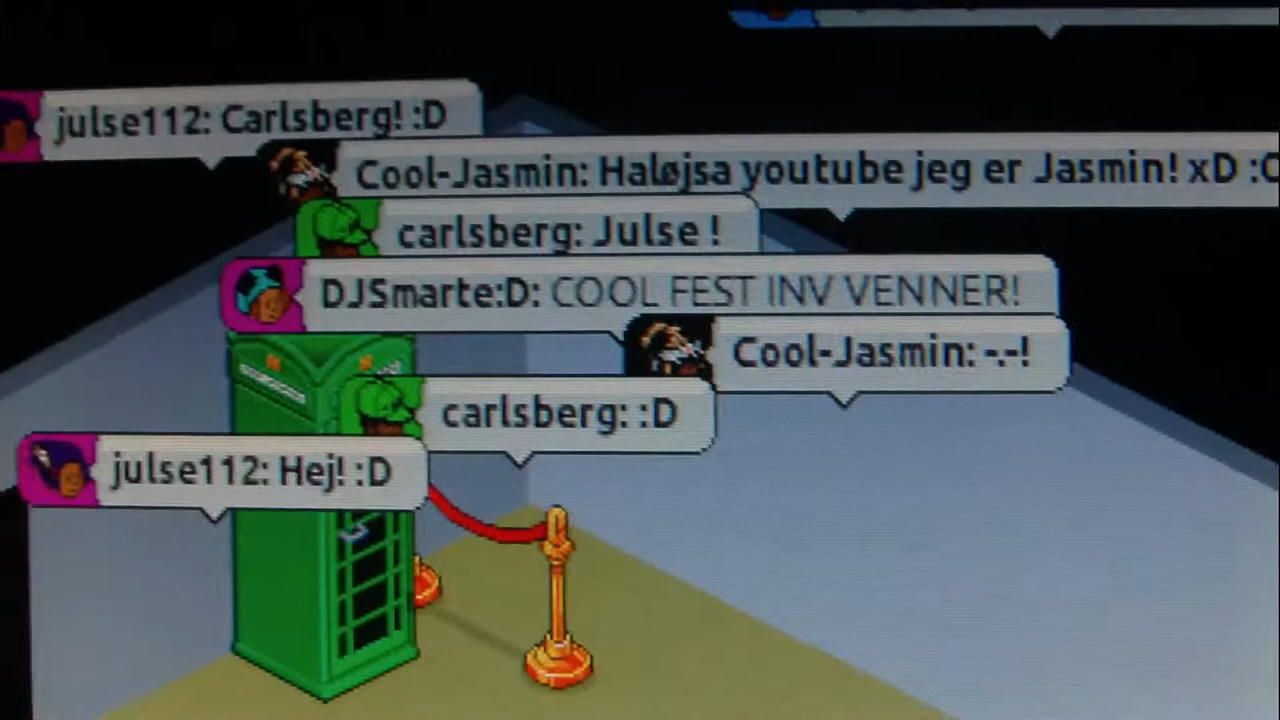 julse112: Carlsberg! :D
Cool-Jasmin: Haløjsa youtube jeg er Jasmin! xD :
carlsberg: Julse !
DJSmarte:D: COOL FEST INV VENNER!
Cool-Jasmin: -.-!
carlsberg: :D
julse112: Hej! :D